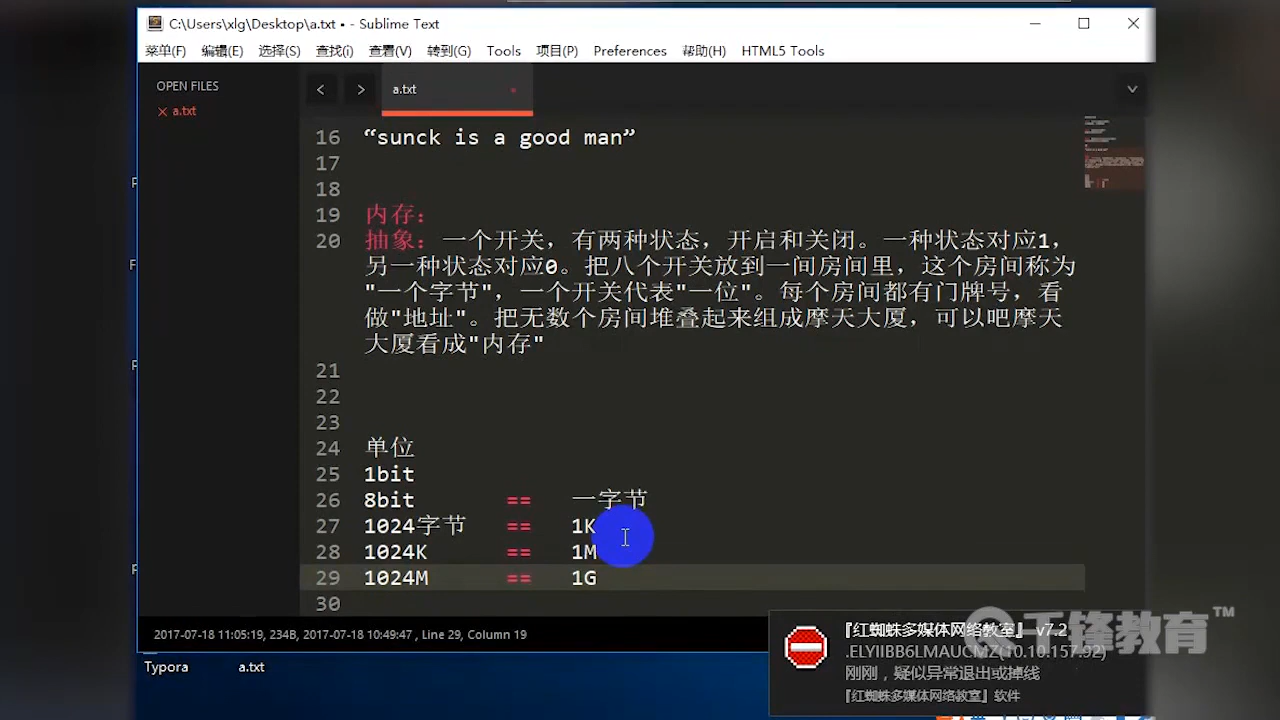 C:\Users\xlg\Desktop\a.txt • - Sublime Text
菜单(F) 编辑(E) 选择(S) 查找(i) 查看(V) 转到(G) Tools 项目(P) Preferences 帮助(H) HTML5 Tools
OPEN FILES
a.txt
a.txt
16 “sunck is a good man”
17
18
19 内存：
20 抽象：一个开关，有两种状态，开启和关闭。一种状态对应1，
另一种状态对应0。把八个开关放到一间房间里，这个房间称为
"一个字节"，一个开关代表"一位"。每个房间都有门牌号，看
做"地址"。把无数个房间堆叠起来组成摩天大厦，可以吧摩天
大厦看成"内存"
21
22
23
24 单位
25 1bit
26 8bit == 一字节
27 1024字节 == 1K
28 1024K == 1M
29 1024M == 1G
30
2017-07-18 11:05:19, 234B, 2017-07-18 10:49:47 , Line 29, Column 19
Typora a.txt
『红蜘蛛多媒体网络教室』 v7.2
.ELYIIBB6LMAUCMZ(10.10.157.92)
刚刚，疑似异常退出或掉线
『红蜘蛛多媒体网络教室』软件
千锋教育™